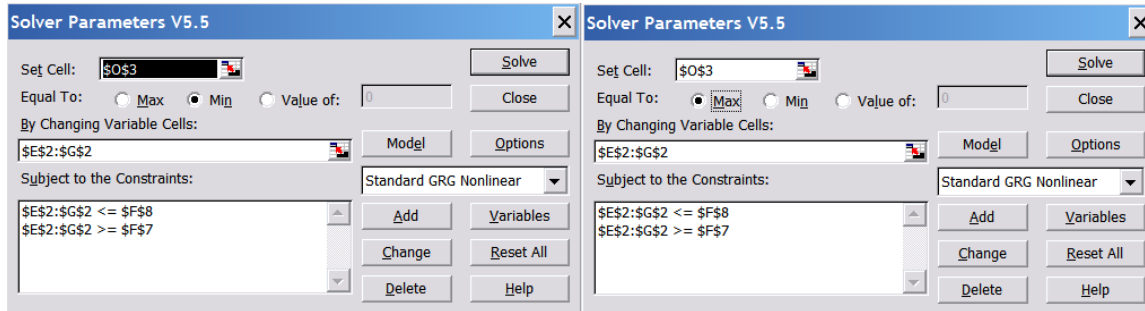 Solver Parameters V5.5
Set Cell: $O$3 Solve
Equal To: Max Min Value of: 0 Close
By Changing Variable Cells:
$E$2:$G$2 Model Options
Subject to the Constraints: Standard GRG Nonlinear
$E$2:$G$2 <= $F$8 Add Variables
$E$2:$G$2 >= $F$7
Change Reset All
Delete Help
Solver Parameters V5.5
Set Cell: $O$3 Solve
Equal To: Max Min Value of: 0 Close
By Changing Variable Cells:
$E$2:$G$2 Model Options
Subject to the Constraints: Standard GRG Nonlinear
$E$2:$G$2 <= $F$8 Add Variables
$E$2:$G$2 >= $F$7
Change Reset All
Delete Help